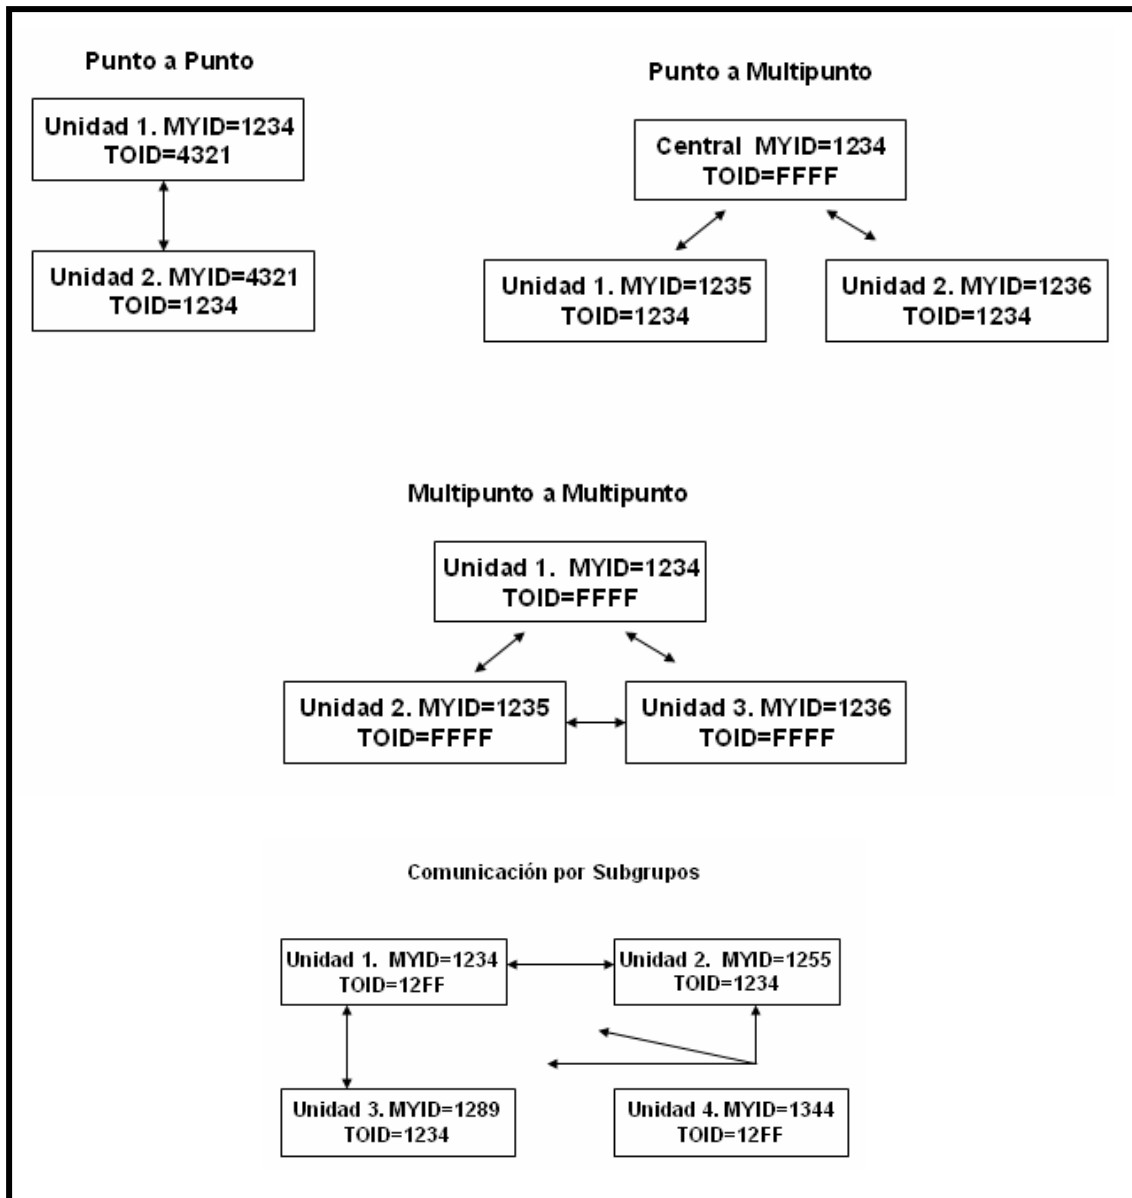 Punto a Punto
Unidad 1. MYID=1234
TOID=4321
Unidad 2. MYID=4321
TOID=1234
Punto a Multipunto
Central MYID=1234
TOID=FFFF
Unidad 1. MYID=1235
TOID=1234
Unidad 2. MYID=1236
TOID=1234
Multipunto a Multipunto
Unidad 1. MYID=1234
TOID=FFFF
Unidad 2. MYID=1235
TOID=FFFF
Unidad 3. MYID=1236
TOID=FFFF
Comunicación por Subgrupos
Unidad 1. MYID=1234
TOID=12FF
Unidad 2. MYID=1255
TOID=1234
Unidad 3. MYID=1289
TOID=1234
Unidad 4. MYID=1344
TOID=12FF